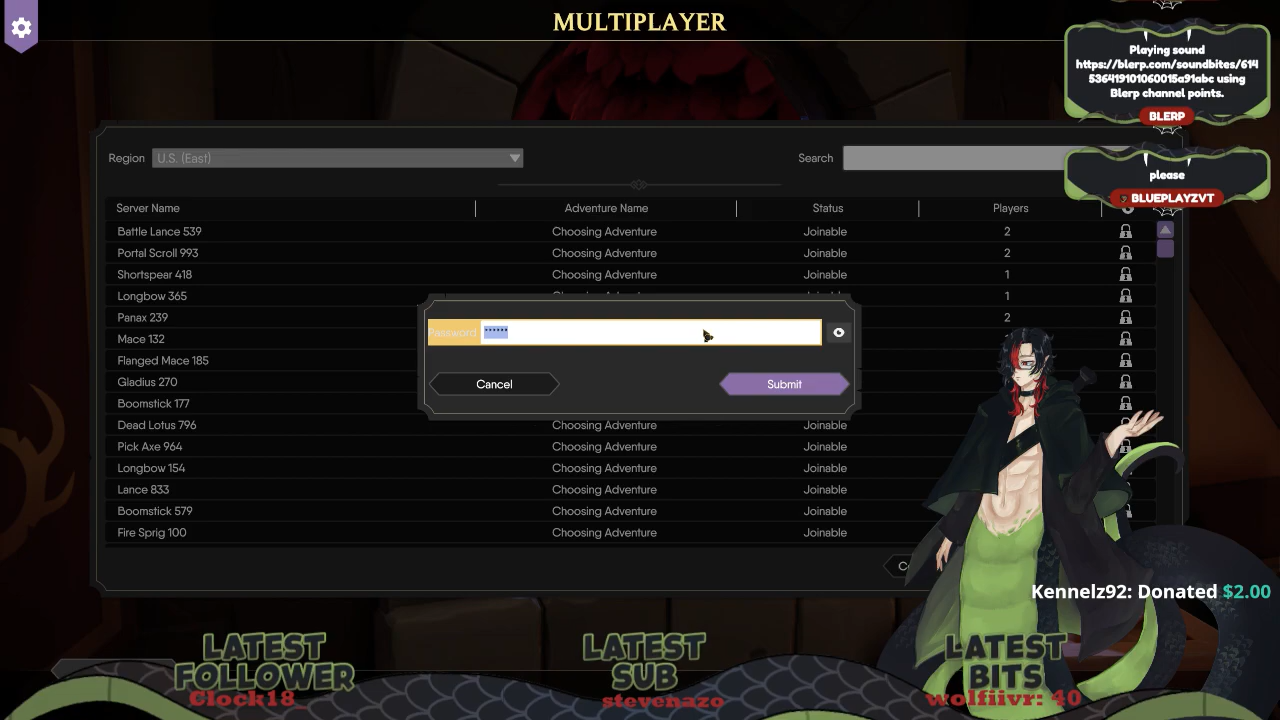 MULTIPLAYER
Playing sound
https://blerp.com/soundbites/614
536419101060015a91abc using
Blerp channel points.
BLERP
please
BLUEPLAYZVT
Region U.S. (East) Search
Server Name Adventure Name Status Players
Battle Lance 539 Choosing Adventure Joinable 2
Portal Scroll 993 Choosing Adventure Joinable 2
Shortspear 418 Choosing Adventure Joinable 1
Longbow 365 Choosing Adventure Joinable 1
Panax 239 2
Mace 132
Flanged Mace 185
Gladius 270
Boomstick 177
Password ******
Cancel Submit
Dead Lotus 796 Choosing Adventure Joinable
Pick Axe 964 Choosing Adventure Joinable
Longbow 154 Choosing Adventure Joinable
Lance 833 Choosing Adventure Joinable
Boomstick 579 Choosing Adventure Joinable
Fire Sprig 100 Choosing Adventure Joinable
Kennelz92: Donated $2.00
LATEST
FOLLOWER
Clock18
LATEST
SUB
stevenazo
LATEST
BITS
wolfiivr: 40